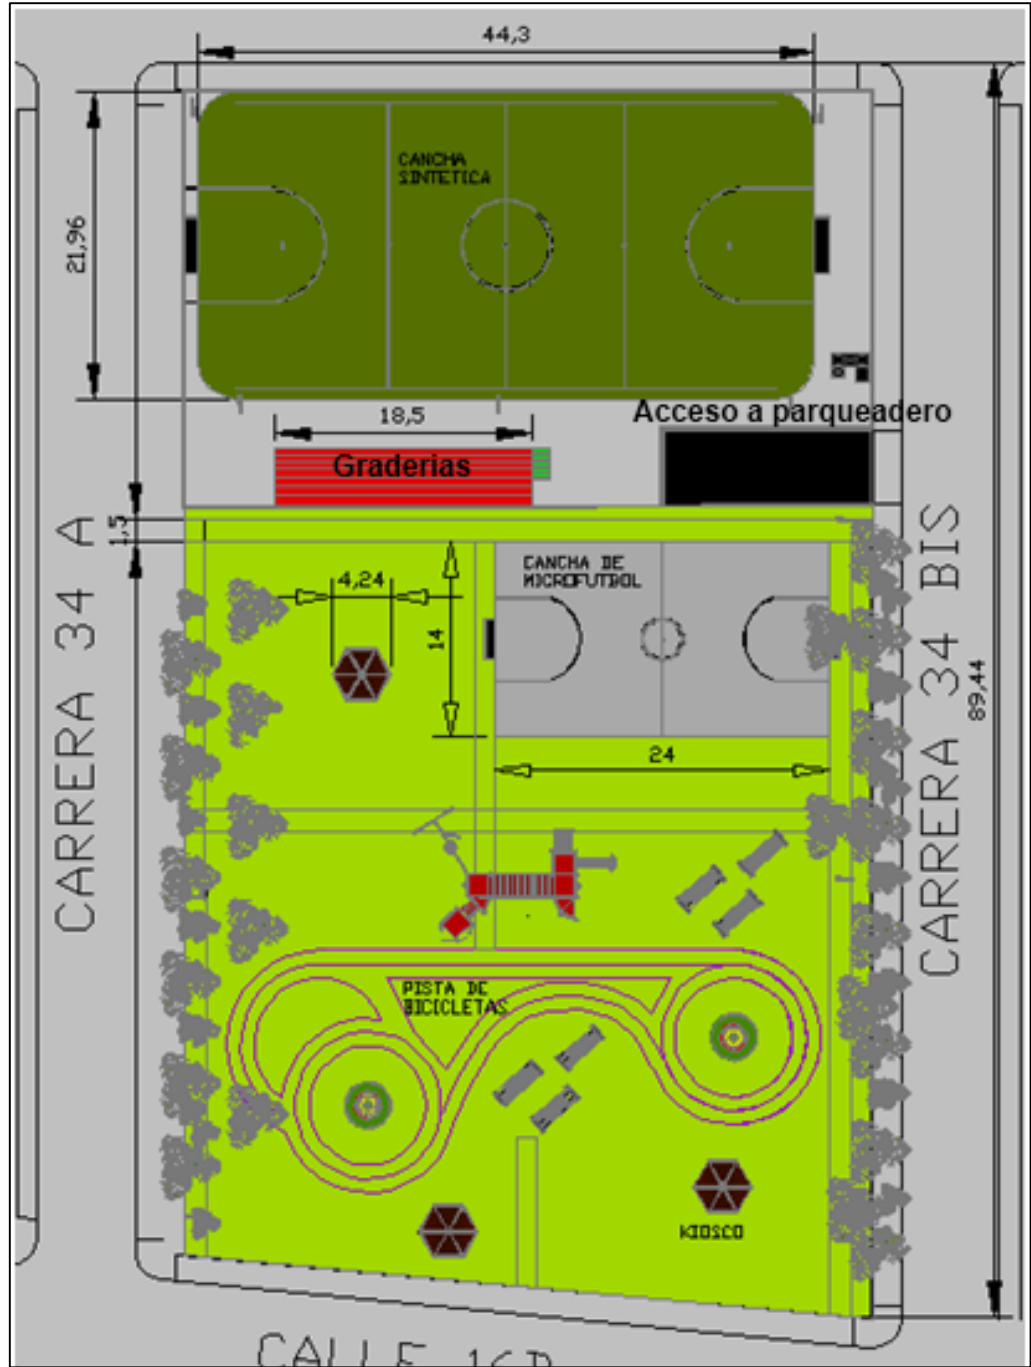 44,3
CANCHA
SINTETICA
21,96
18,5
Acceso a parqueadero
Graderias
1,5
CARRERA 34 A
CANCHA DE
MICROFUTBOL
4,24
14
CARRERA 34 BIS
89,44
24
PISTA DE
BICICLETAS
KIOSCO
CALLE